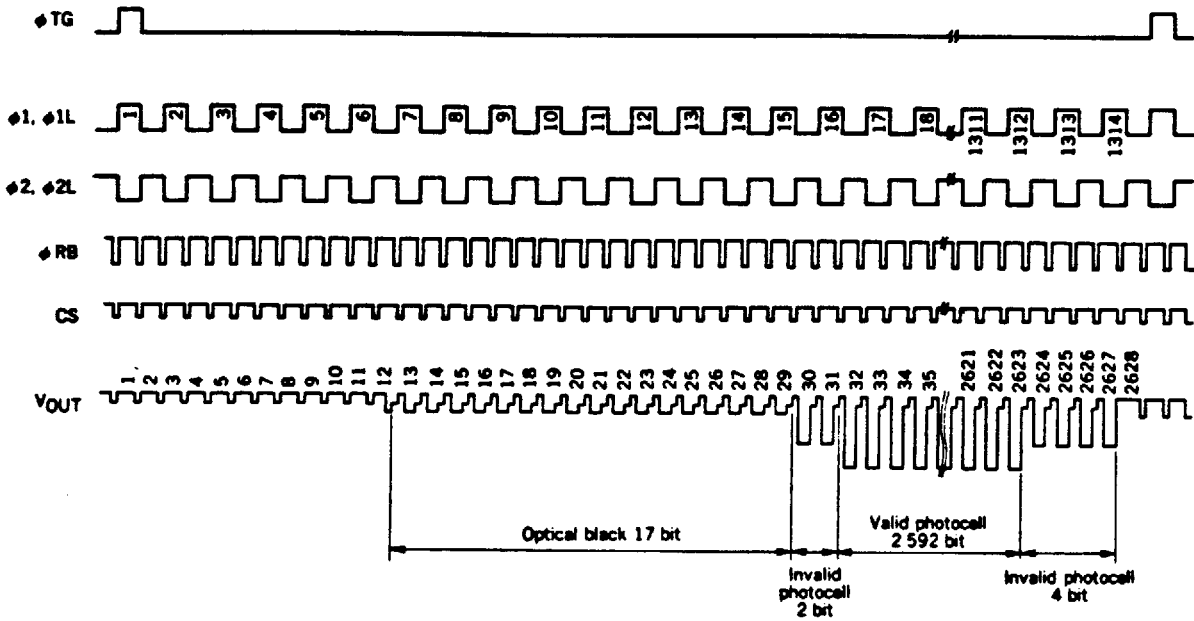 φTG
φ1, φ1L
1 2 3 4 5 6 7 8 9 10 11 12 13 14 15 16 17 18 1311 1312 1313 1314
φ2, φ2L
φRB
CS
VOUT
1 2 3 4 5 6 7 8 9 10 11 12 13 14 15 16 17 18 19 20 21 22 23 24 25 26 27 28 29 30 31 32 33 34 35 2621 2622 2623 2624 2625 2626 2627 2628
Optical black 17 bit
Valid photocell
2 592 bit
Invalid
photocell
2 bit
Invalid photocell
4 bit